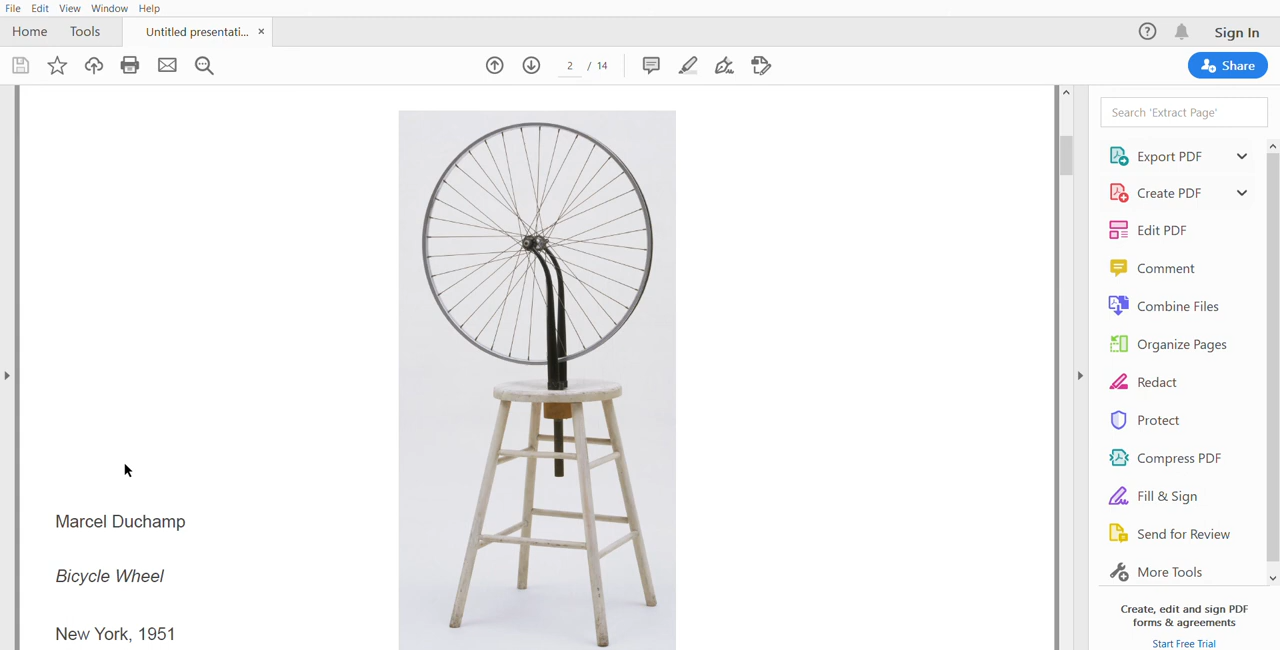 File Edit View Window Help
Home Tools Untitled presentati... × Sign In
2 / 14 Share
Search 'Extract Page'
Export PDF
Create PDF
Edit PDF
Comment
Combine Files
Organize Pages
Redact
Protect
Compress PDF
Fill & Sign
Send for Review
More Tools
Create, edit and sign PDF
forms & agreements
Start Free Trial
Marcel Duchamp
Bicycle Wheel
New York, 1951